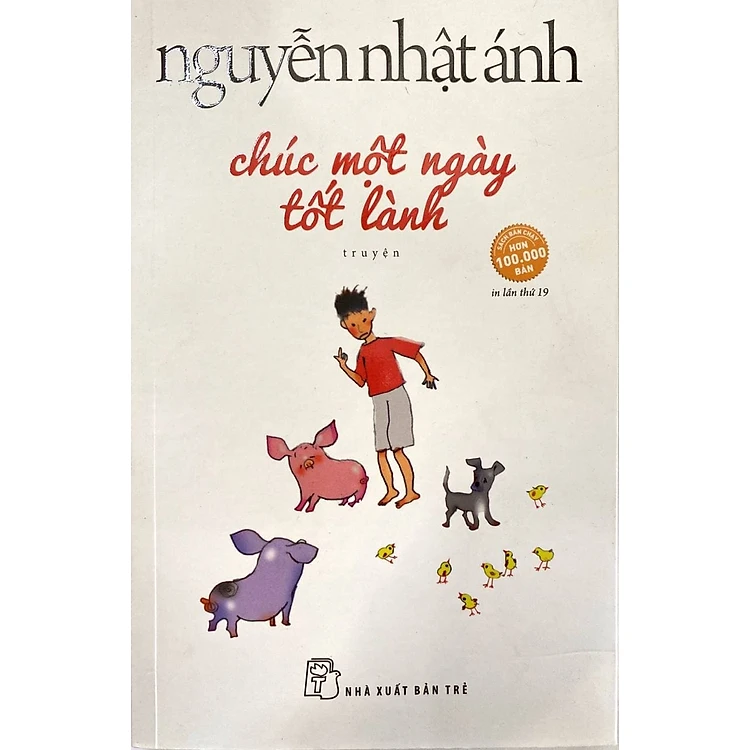 nguyễn nhật ánh
chúc một ngày
tốt lành
truyện
SÁCH BÁN CHẠY
HƠN
100.000
BẢN
in lần thứ 19
NHÀ XUẤT BẢN TRẺ